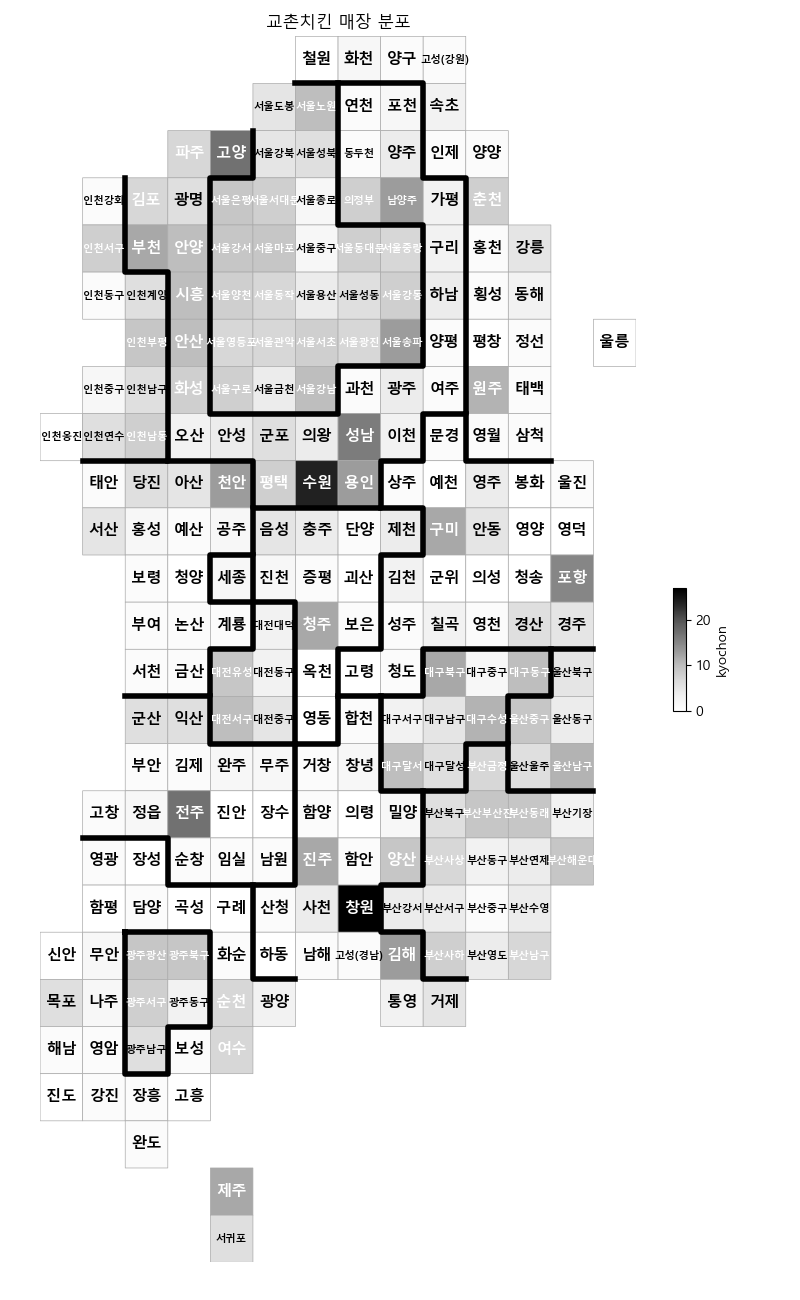 교촌치킨 매장 분포
철원 화천 양구 고성(강원)
서울도봉 서울노원 연천 포천 속초
파주 고양 서울강북 서울성북 동두천 양주 인제 양양
인천강화 김포 광명 서울은평 서울서대문 서울종로 의정부 남양주 가평 춘천
인천서구 부천 안양 서울강서 서울마포 서울중구 서울동대문 서울중랑 구리 홍천 강릉
인천동구 인천계양 시흥 서울양천 서울동작 서울용산 서울성동 서울강동 하남 횡성 동해
인천부평 안산 서울영등포 서울관악 서울서초 서울광진 서울송파 양평 평창 정선 울릉
인천중구 인천남구 화성 서울구로 서울금천 서울강남 과천 광주 여주 원주 태백
인천옹진 인천연수 인천남동 오산 안성 군포 의왕 성남 이천 문경 영월 삼척
태안 당진 아산 천안 평택 수원 용인 상주 예천 영주 봉화 울진
서산 홍성 예산 공주 음성 충주 단양 제천 구미 안동 영양 영덕
보령 청양 세종 진천 증평 괴산 김천 군위 의성 청송 포항
부여 논산 계룡 대전대덕 청주 보은 성주 칠곡 영천 경산 경주
서천 금산 대전유성 대전동구 옥천 고령 청도 대구북구 대구중구 대구동구 울산북구
군산 익산 대전서구 대전중구 영동 합천 대구서구 대구남구 대구수성 울산중구 울산동구
부안 김제 완주 무주 거창 창녕 대구달서 대구달성 부산금정 울산울주 울산남구
고창 정읍 전주 진안 장수 함양 의령 밀양 부산북구 부산부산진 부산동래 부산기장
영광 장성 순창 임실 남원 진주 함안 양산 부산사상 부산동구 부산연제 부산해운대
함평 담양 곡성 구례 산청 사천 창원 부산강서 부산서구 부산중구 부산수영
신안 무안 광주광산 광주북구 화순 하동 남해 고성(경남) 김해 부산사하 부산영도 부산남구
목포 나주 광주서구 광주동구 순천 광양 통영 거제
해남 영암 광주남구 보성 여수
진도 강진 장흥 고흥
완도
제주
서귀포
20
10
0
kyochon